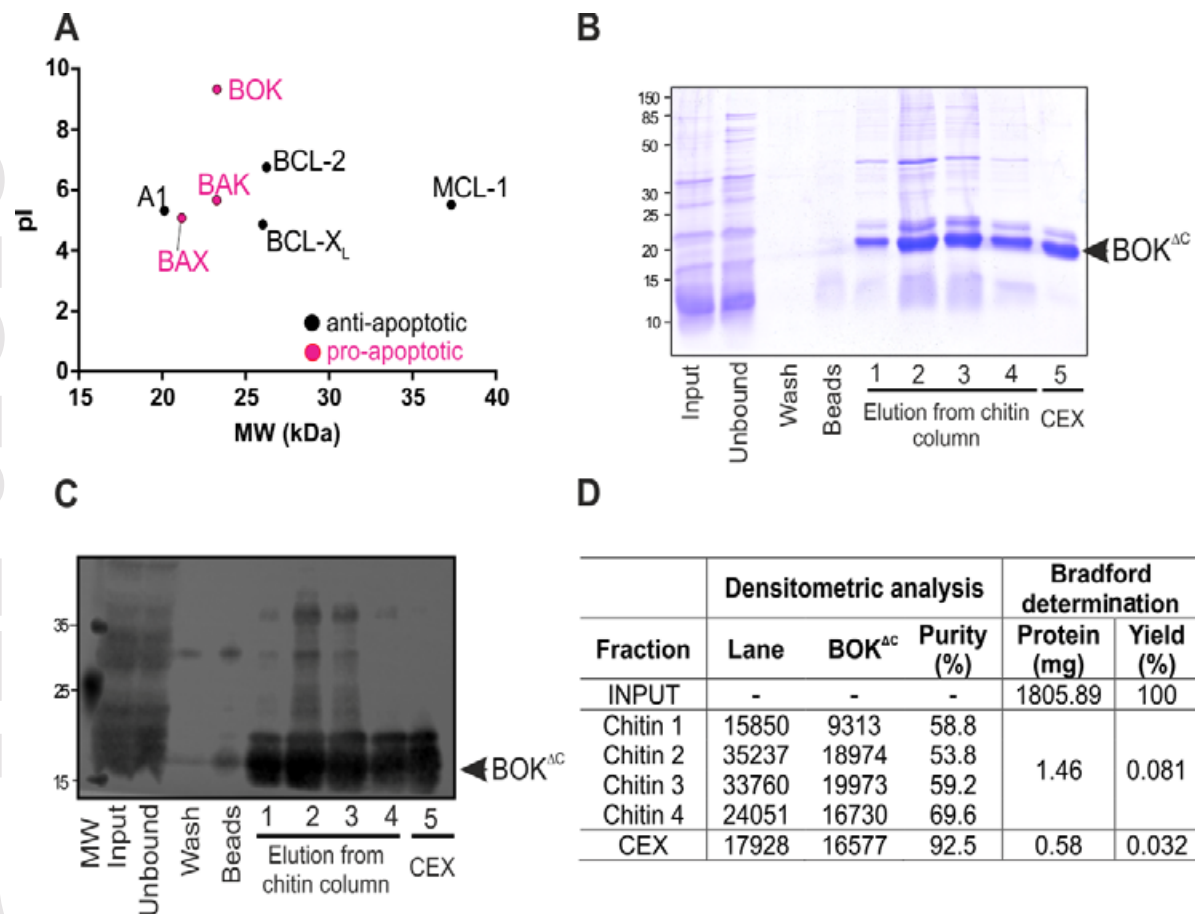 A
10
8
6
4
2
0
pI
BOK
BCL-2
BAK
A1
MCL-1
BAX
BCL-XL
anti-apoptotic
pro-apoptotic
15 20 25 30 35 40
MW (kDa)
B
150
85
50
30
25
20
15
10
BOKΔC
Input
Unbound
Wash
Beads
1 2 3 4 5
Elution from chitin
column
CEX
C
35
25
15
BOKΔC
MW
Input
Unbound
Wash
Beads
1 2 3 4 5
Elution from
chitin column
CEX
D
Densitometric analysis Bradford
determination
Fraction Lane BOKΔC Purity
(%) Protein
(mg) Yield
(%)
INPUT - - - 1805.89 100
Chitin 1 15850 9313 58.8
Chitin 2 35237 18974 53.8
1.46 0.081
Chitin 3 33760 19973 59.2
Chitin 4 24051 16730 69.6
CEX 17928 16577 92.5 0.58 0.032